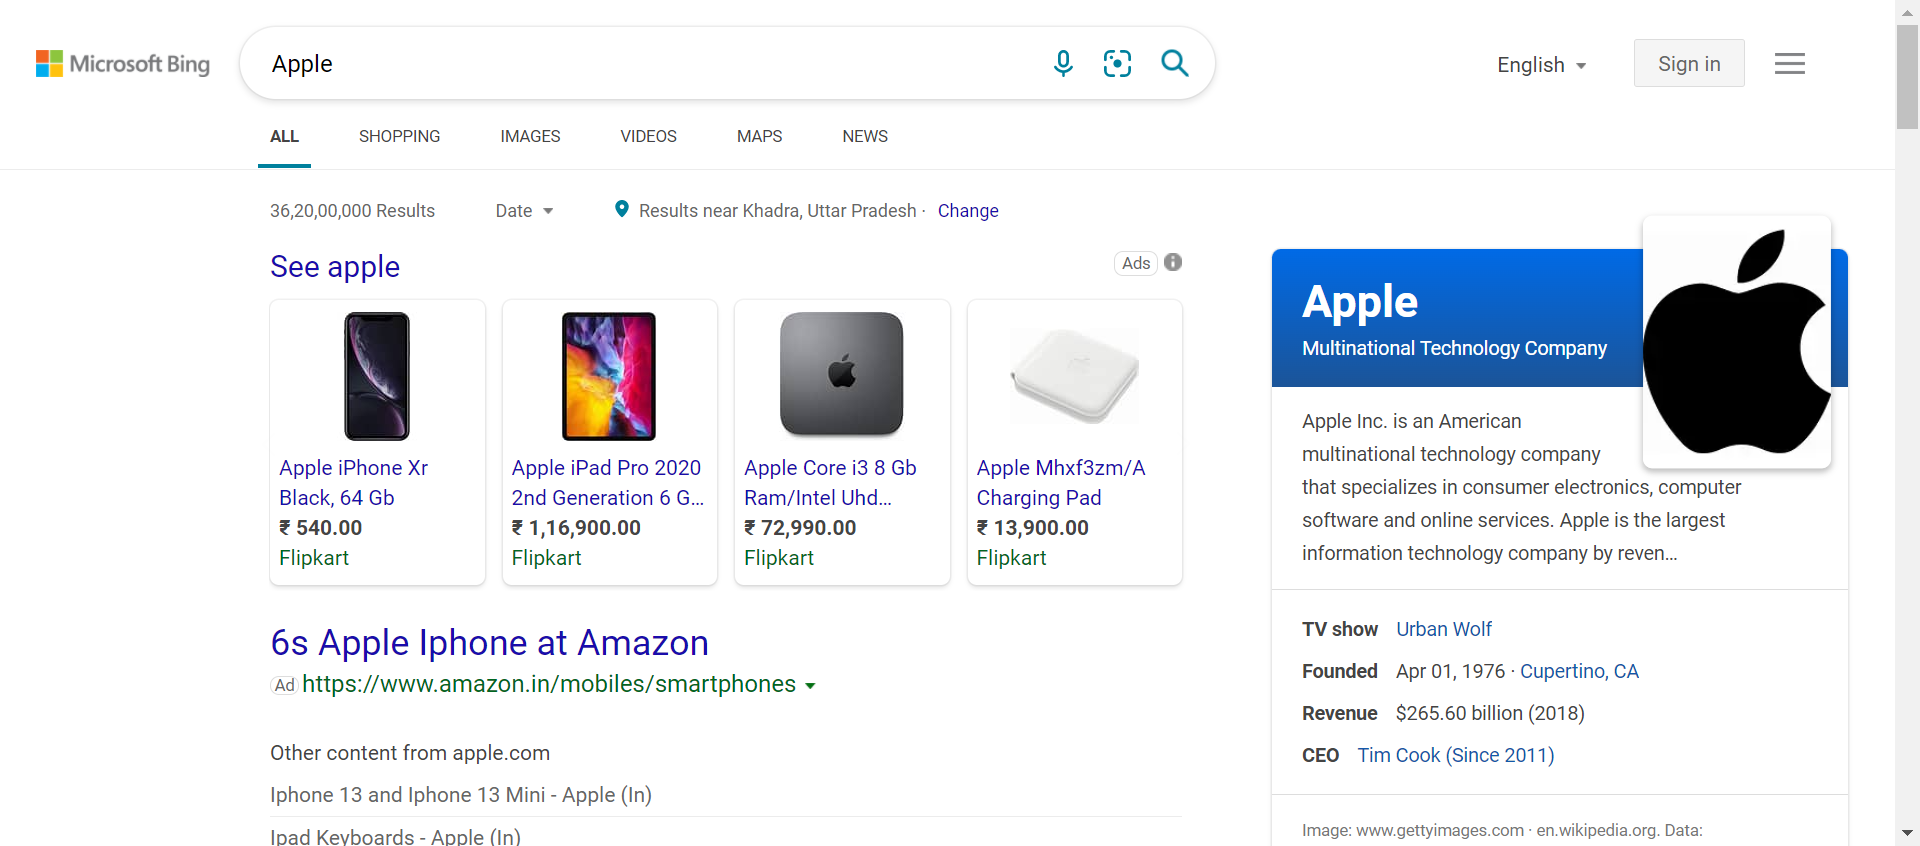 Microsoft Bing
Apple
English
Sign in
ALL
SHOPPING
IMAGES
VIDEOS
MAPS
NEWS
36,20,00,000 Results
Date
Results near Khadra, Uttar Pradesh · Change
See apple
Ads
Apple iPhone Xr
Black, 64 Gb
₹ 540.00
Flipkart
Apple iPad Pro 2020
2nd Generation 6 G...
₹ 1,16,900.00
Flipkart
Apple Core i3 8 Gb
Ram/Intel Uhd...
₹ 72,990.00
Flipkart
Apple Mhxf3zm/A
Charging Pad
₹ 13,900.00
Flipkart
6s Apple Iphone at Amazon
Ad https://www.amazon.in/mobiles/smartphones
Other content from apple.com
Iphone 13 and Iphone 13 Mini - Apple (In)
Ipad Keyboards - Apple (In)
Apple
Multinational Technology Company
Apple Inc. is an American
multinational technology company
that specializes in consumer electronics, computer
software and online services. Apple is the largest
information technology company by reven...
TV show Urban Wolf
Founded Apr 01, 1976 · Cupertino, CA
Revenue $265.60 billion (2018)
CEO Tim Cook (Since 2011)
Image: www.gettyimages.com · en.wikipedia.org. Data: